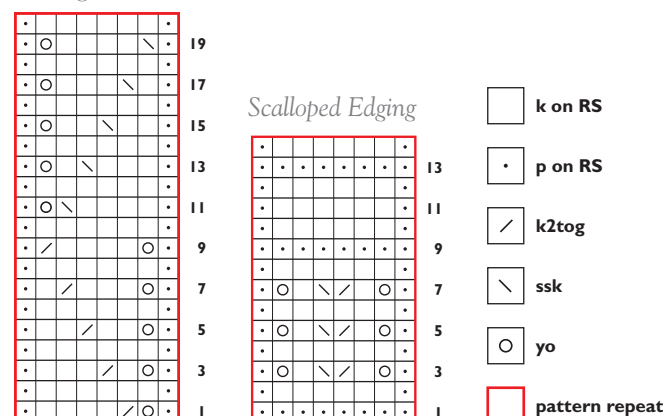 19
17
15
13
11
9
7
5
3
1
Scalloped Edging
13
11
9
7
5
3
1
k on RS
p on RS
k2tog
ssk
yo
pattern repeat